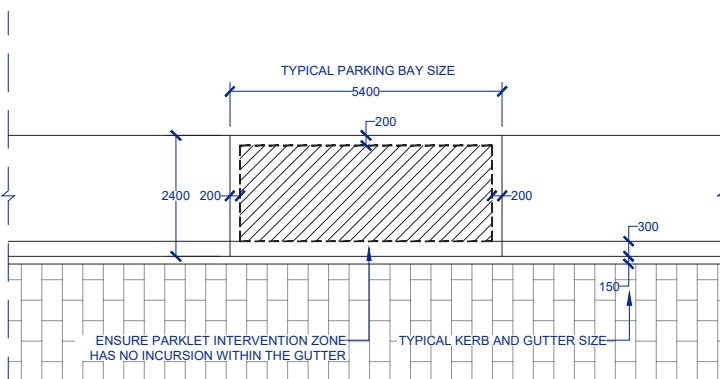 TYPICAL PARKING BAY SIZE
5400
200
2400
200
200
300
150
ENSURE PARKLET INTERVENTION ZONE
HAS NO INCURSION WITHIN THE GUTTER
TYPICAL KERB AND GUTTER SIZE